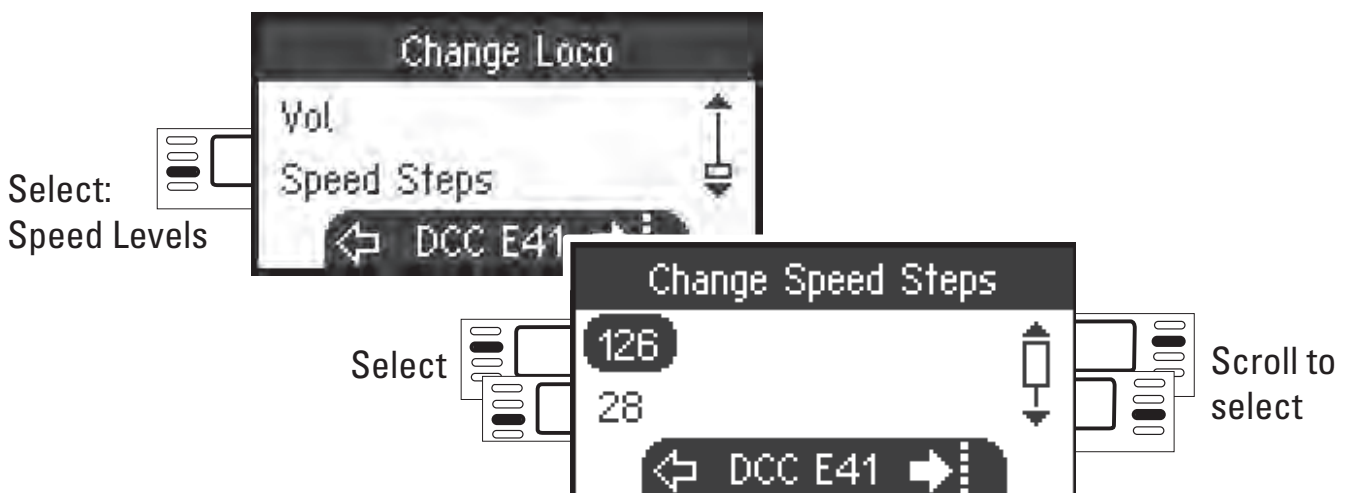 Change Loco
Vol
Speed Steps
DCC E41
Select:
Speed Levels
Change Speed Steps
126
28
DCC E41
Select
Scroll to
select